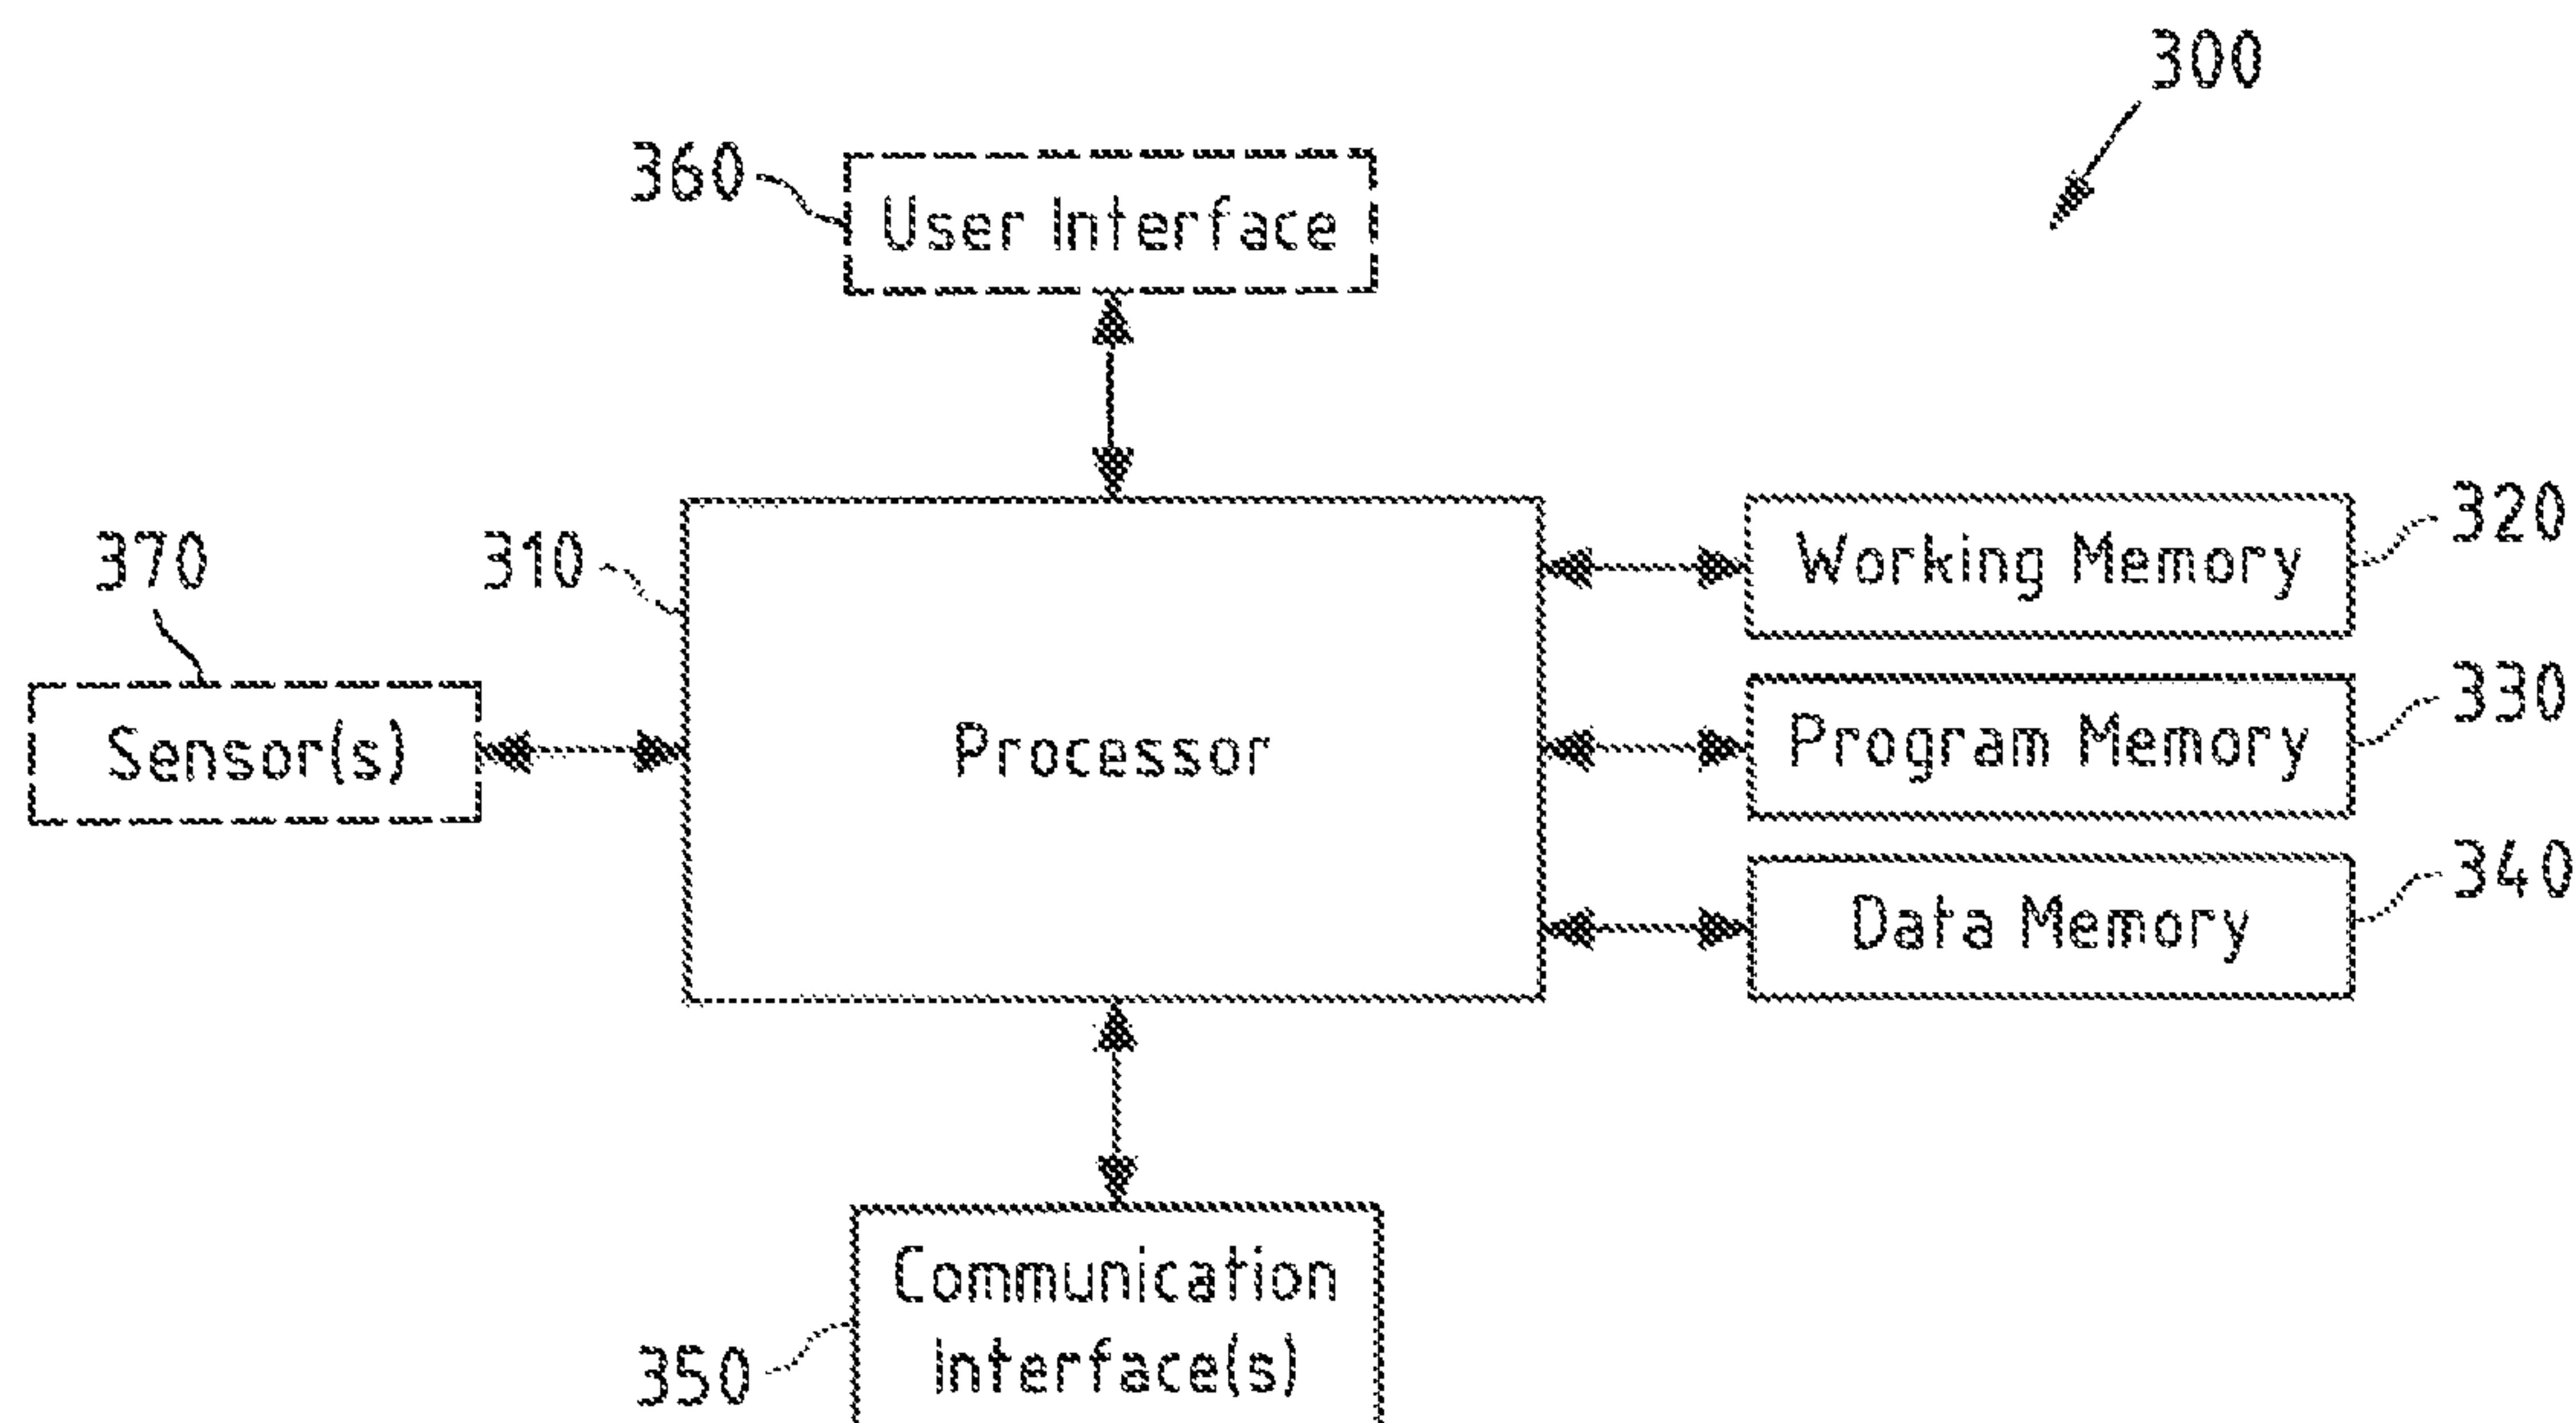 300
360
User Interface
370
310
320
Working Memory
Sensor(s)
Processor
330
Program Memory
340
Data Memory
Communication
Interface(s)
350